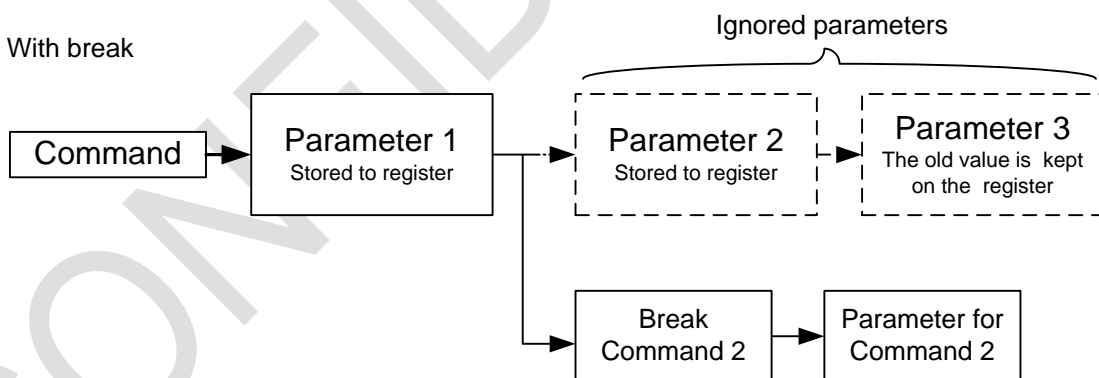 Ignored parameters
With break
Command
Parameter 1
Stored to register
Parameter 2
Stored to register
Parameter 3
The old value is kept
on the register
Break
Command 2
Parameter for
Command 2